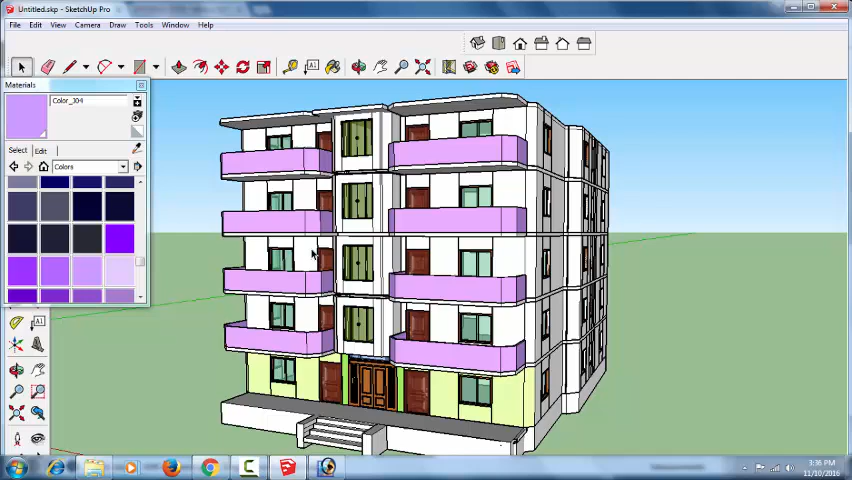 Untitled.skp - SketchUp Pro
File Edit View Camera Draw Tools Window Help
Materials
Color_J04
Select Edit
Colors
3:36 PM
11/10/2016